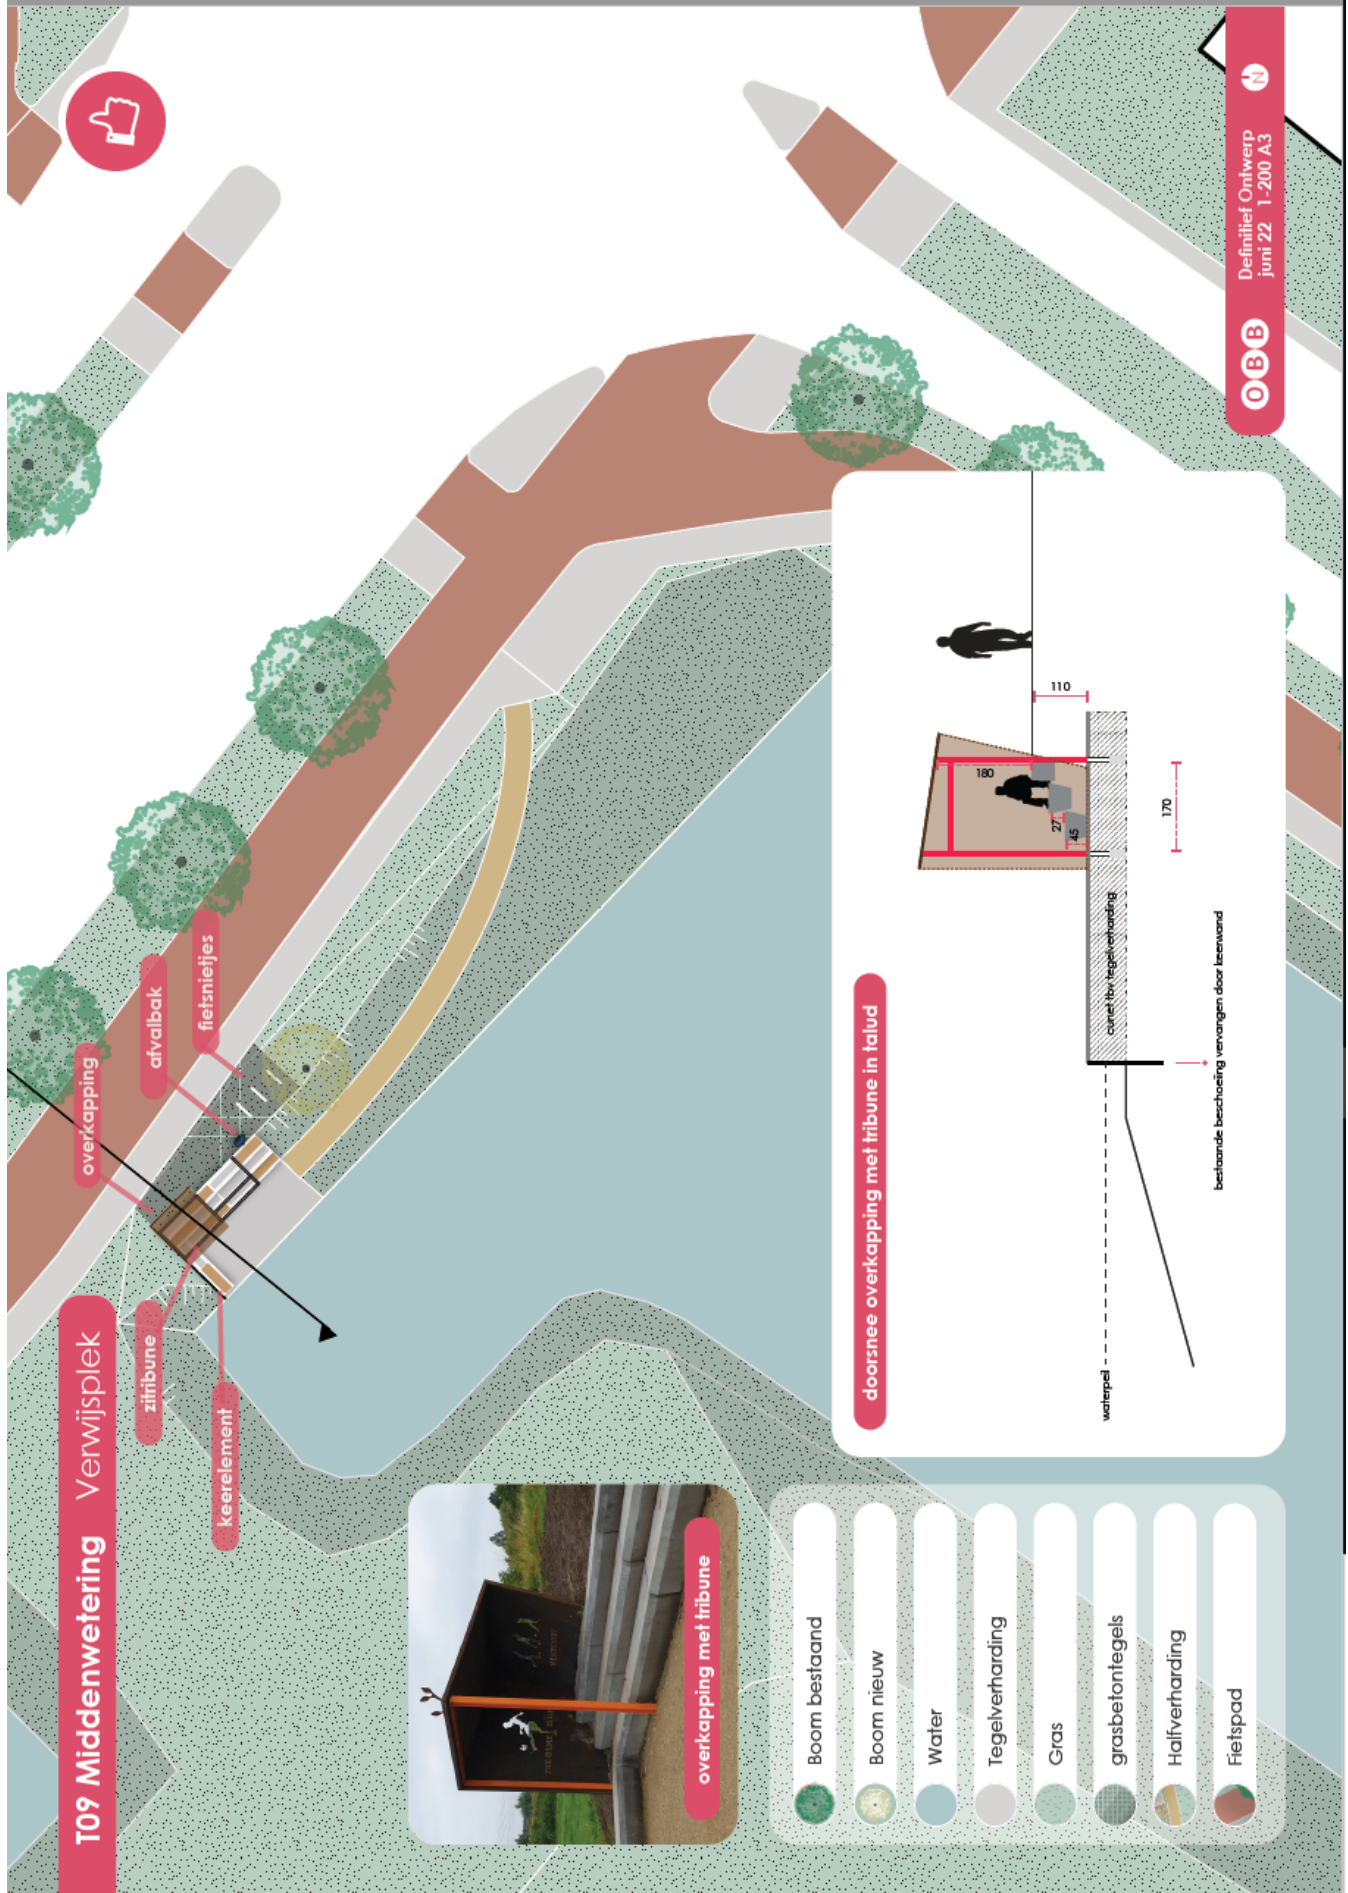 T09 Middenwetering Verwijsplek
overkapping
afvalbak
fietsnietjes
zitribune
keerelement
overkapping met tribune
Boom bestaand
Boom nieuw
Water
Tegelverharding
Gras
grasbetontegels
Halfverharding
Fietspad
doorsnee overkapping met tribune in talud
180
110
27
45
170
cunet tbv tegelverharding
waterpeil
bestaande beschoeiing vervangen door keerwand
OBB
Definitief Ontwerp
juni 22 1-200 A3
N